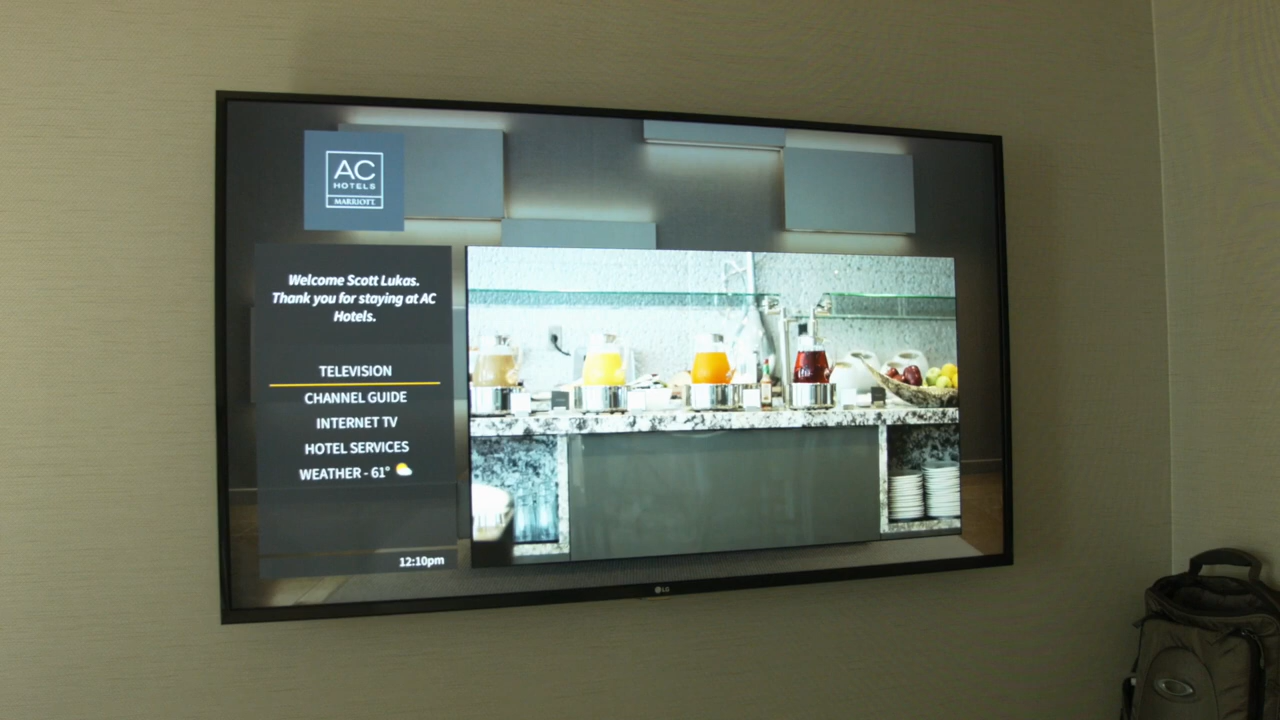 AC
HOTELS
MARRIOTT
Welcome Scott Lukas.
Thank you for staying at AC
Hotels.
TELEVISION
CHANNEL GUIDE
INTERNET TV
HOTEL SERVICES
WEATHER - 61°
12:10pm
LG